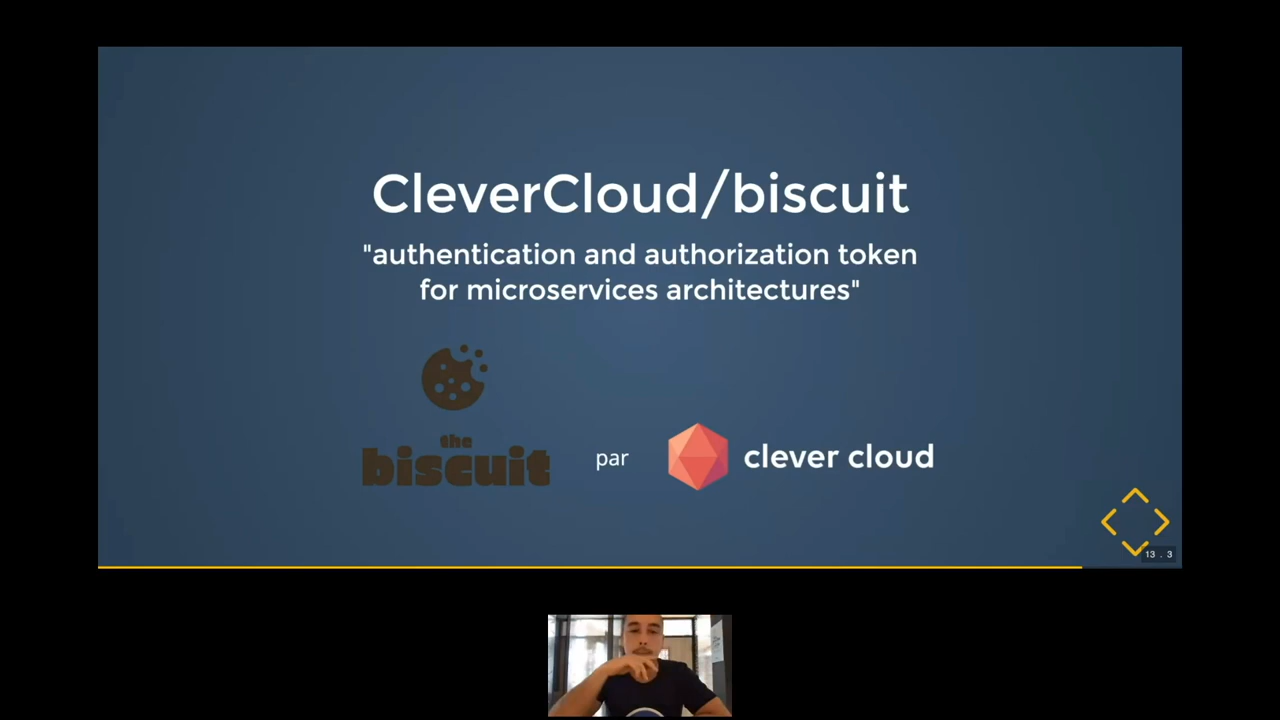 CleverCloud/biscuit
"authentication and authorization token
for microservices architectures"
the
biscuit
par
clever cloud
13 . 3